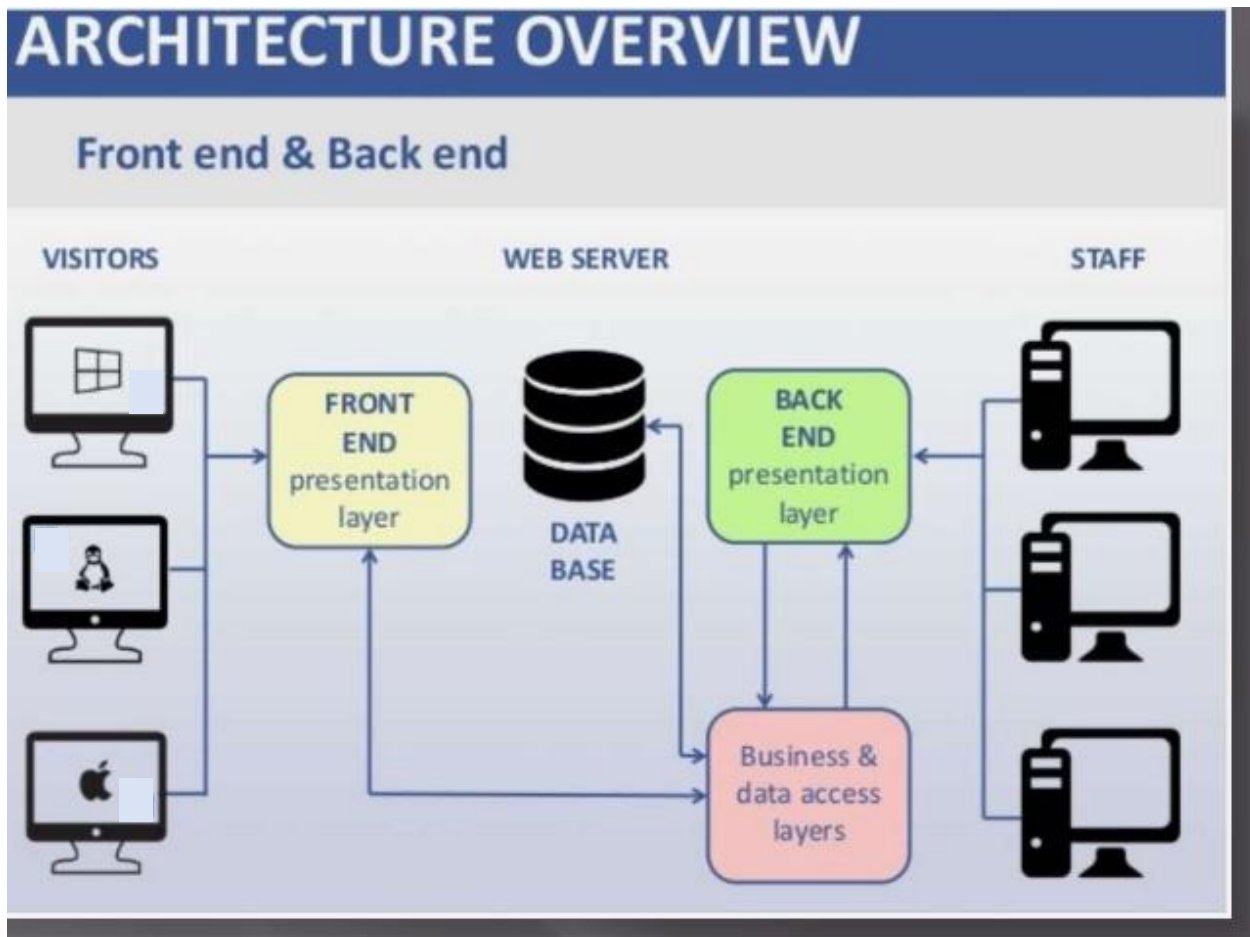 ARCHITECTURE OVERVIEW
Front end & Back end
VISITORS
WEB SERVER
STAFF
FRONT
END
presentation
layer
DATA
BASE
BACK
END
presentation
layer
Business &
data access
layers